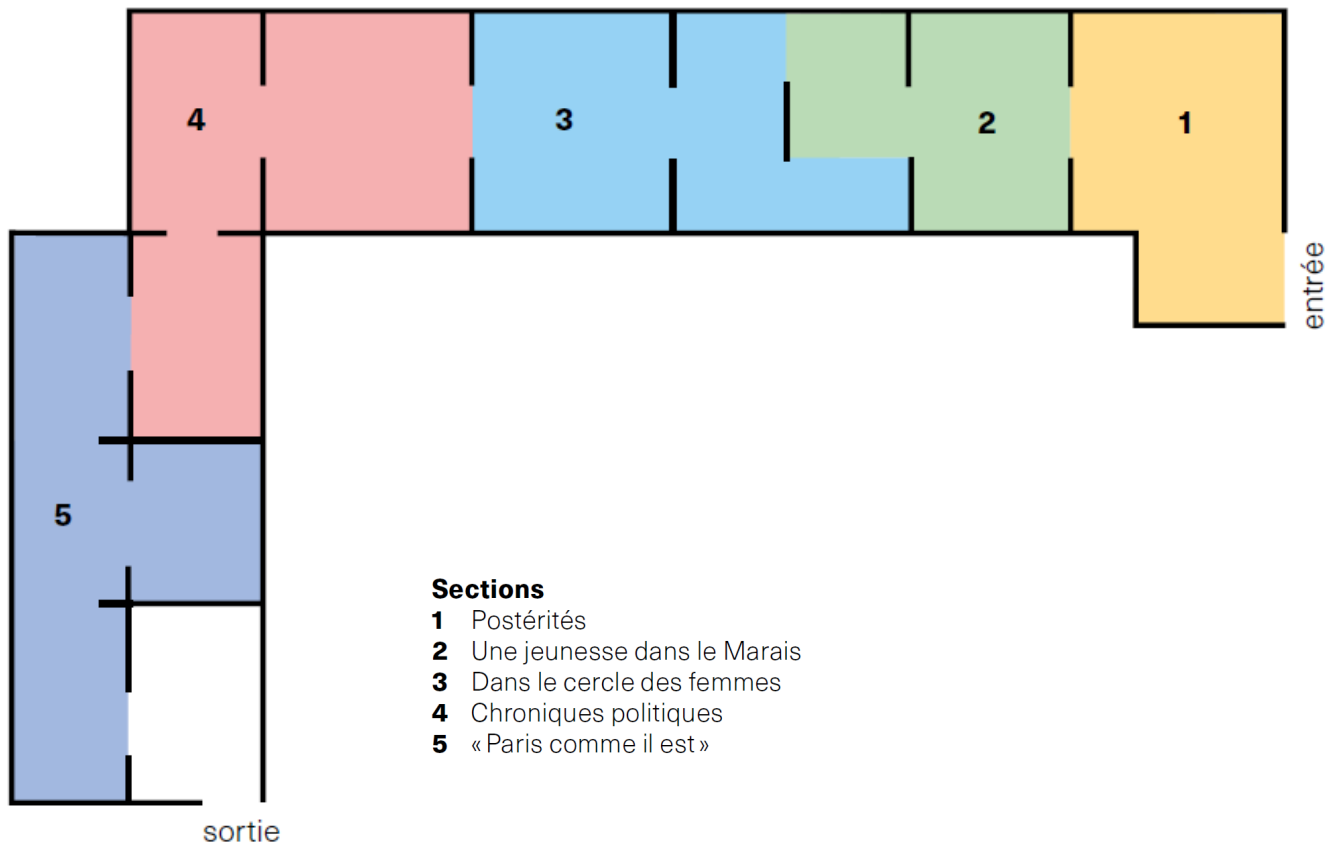 4
3
2
1
entrée
5
Sections
1 Postérités
2 Une jeunesse dans le Marais
3 Dans le cercle des femmes
4 Chroniques politiques
5 «Paris comme il est»
sortie